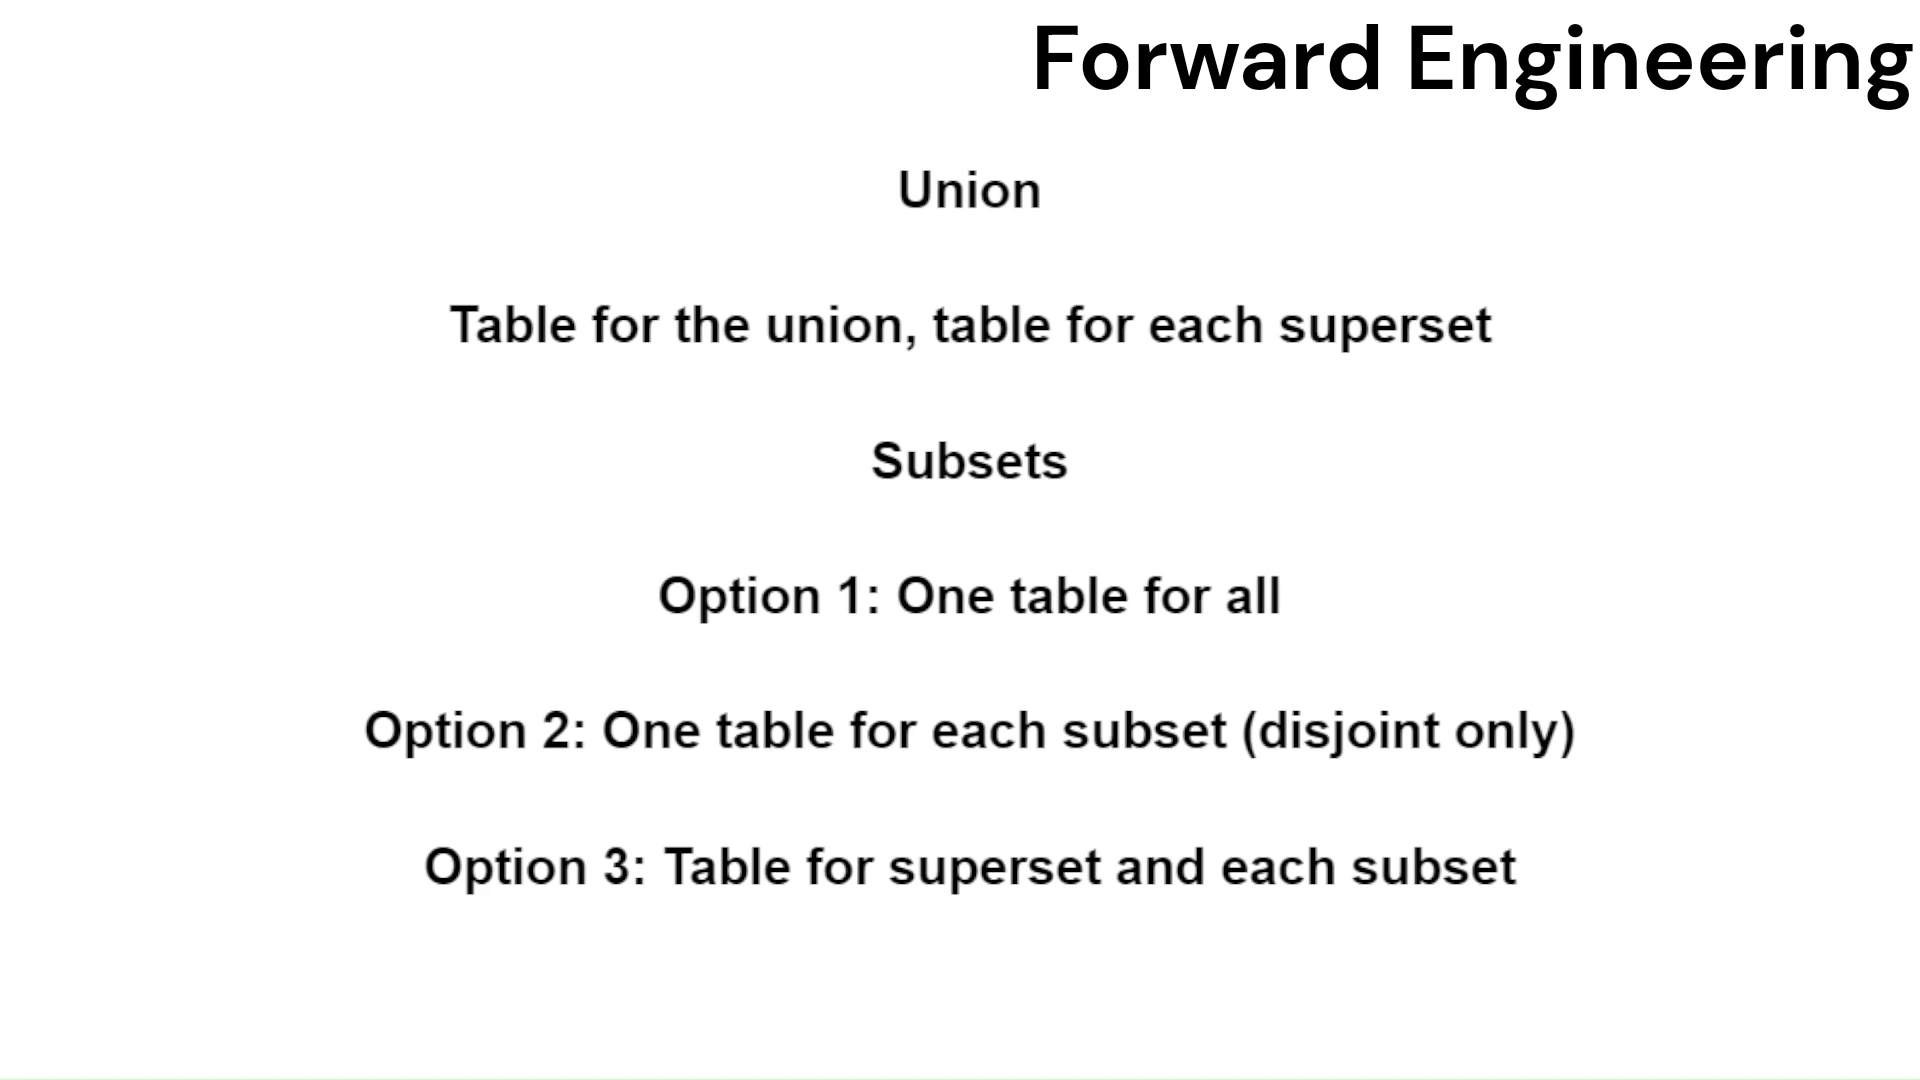 Forward Engineering
Union
Table for the union, table for each superset
Subsets
Option 1: One table for all
Option 2: One table for each subset (disjoint only)
Option 3: Table for superset and each subset